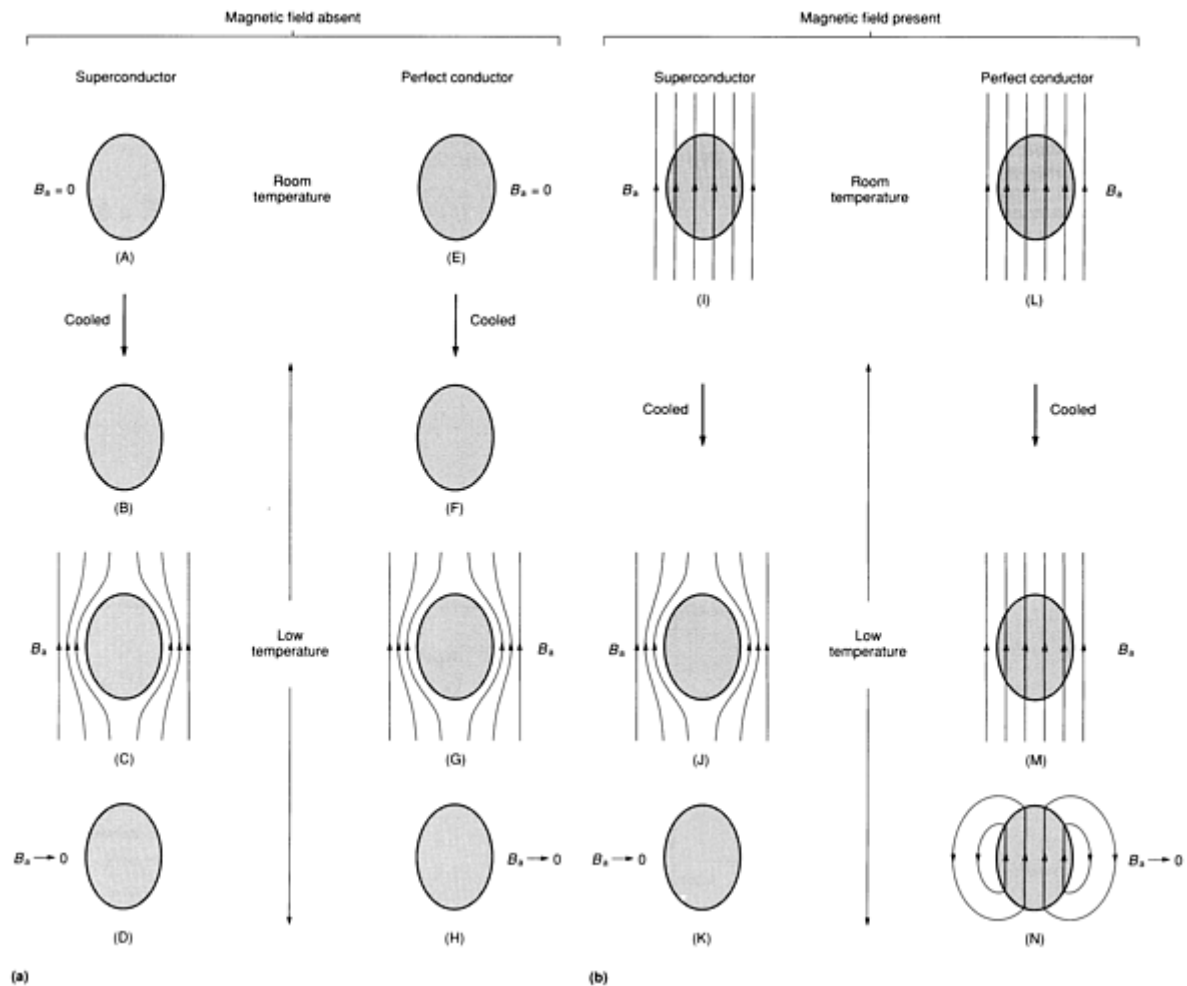 Magnetic field absent
Magnetic field present
Superconductor
Perfect conductor
Superconductor
Perfect conductor
Bₐ = 0
Room
temperature
Bₐ = 0
Bₐ
Room
temperature
Bₐ
(A)
(E)
(I)
(L)
Cooled
Cooled
Cooled
Cooled
(B)
(F)
Bₐ
Low
temperature
Bₐ
Bₐ
Low
temperature
Bₐ
(C)
(G)
(J)
(M)
Bₐ → 0
Bₐ → 0
Bₐ → 0
Bₐ → 0
(D)
(H)
(K)
(N)
(a)
(b)